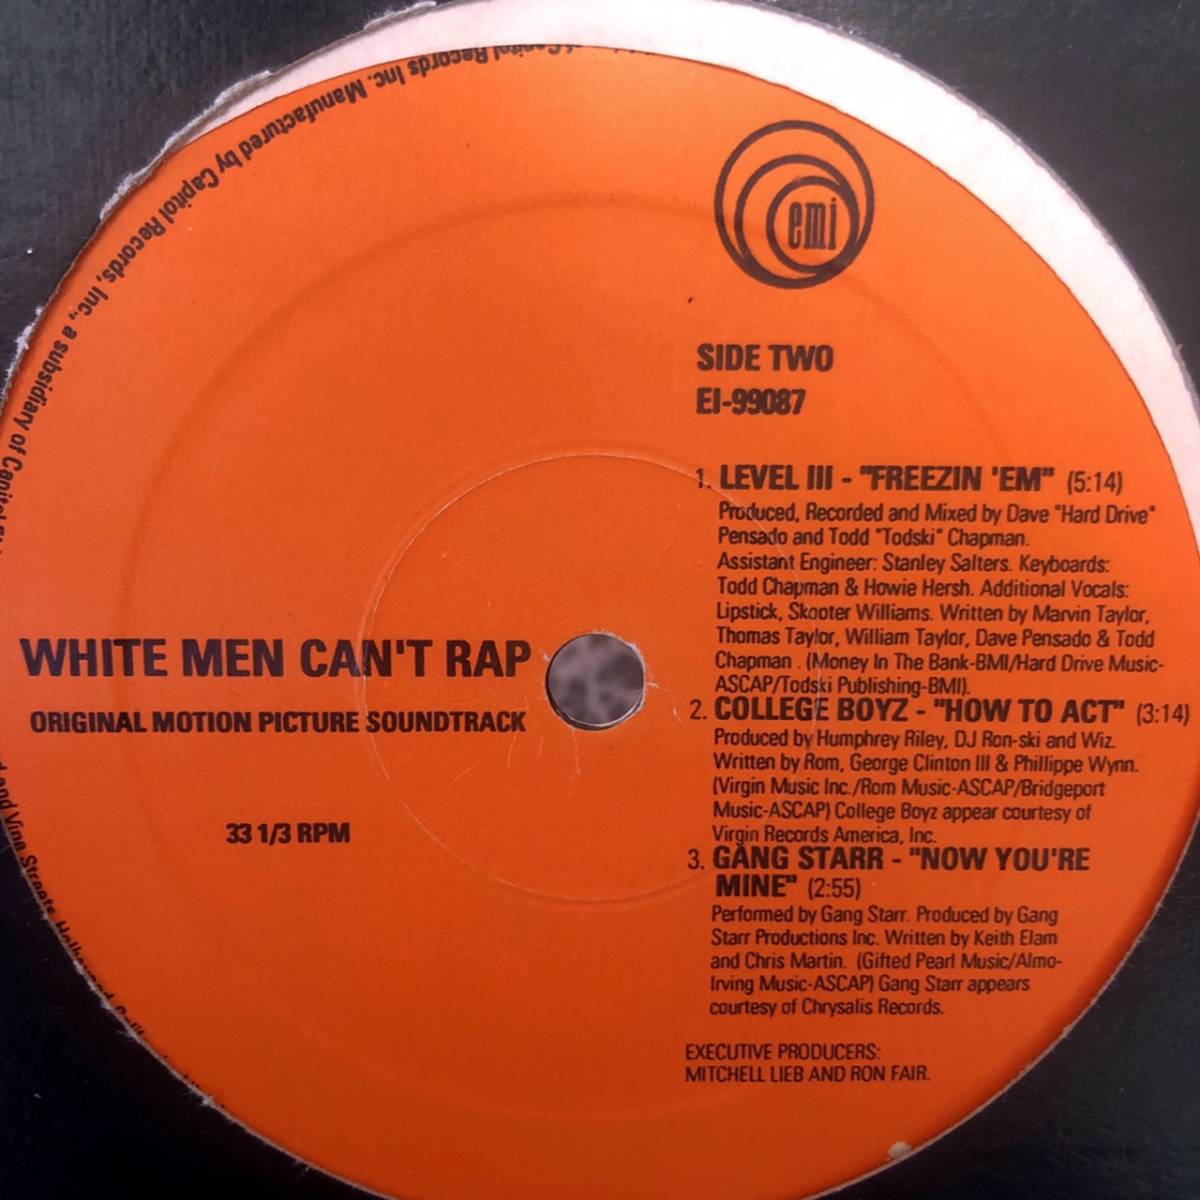 of Capitol Records Inc. Manufactured by Capitol Records, Inc., a subsidiary of Capitol
and Vine Streets,
emi
SIDE TWO
EI-99087
WHITE MEN CAN'T RAP
ORIGINAL MOTION PICTURE SOUNDTRACK
33 1/3 RPM
1. LEVEL III - "FREEZIN 'EM" (5:14)
Produced, Recorded and Mixed by Dave "Hard Drive"
Pensado and Todd "Todski" Chapman.
Assistant Engineer: Stanley Salters. Keyboards:
Todd Chapman & Howie Hersh. Additional Vocals:
Lipstick, Skooter Williams. Written by Marvin Taylor,
Thomas Taylor, William Taylor, Dave Pensado & Todd
Chapman . (Money In The Bank-BMI/Hard Drive Music-
ASCAP/Todski Publishing-BMI).
2. COLLEGE BOYZ - "HOW TO ACT" (3:14)
Produced by Humphrey Riley, DJ Ron-ski and Wiz.
Written by Rom, George Clinton III & Phillippe Wynn.
(Virgin Music Inc./Rom Music-ASCAP/Bridgeport
Music-ASCAP) College Boyz appear courtesy of
Virgin Records America, Inc.
3. GANG STARR - "NOW YOU'RE
MINE" (2:55)
Performed by Gang Starr. Produced by Gang
Starr Productions Inc. Written by Keith Elam
and Chris Martin. (Gifted Pearl Music/Almo-
Irving Music-ASCAP) Gang Starr appears
courtesy of Chrysalis Records.
EXECUTIVE PRODUCERS:
MITCHELL LIEB AND RON FAIR.